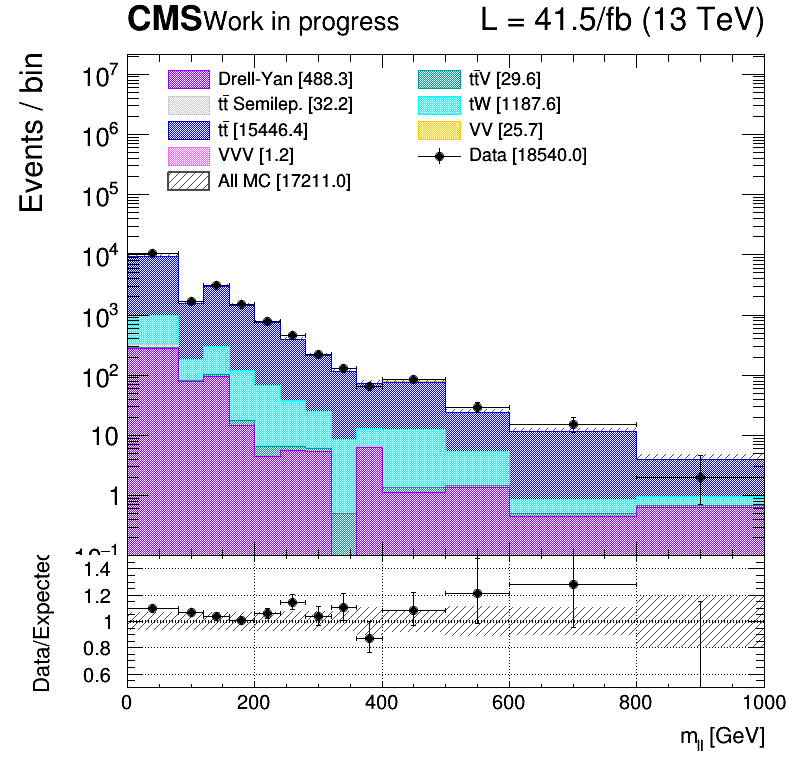 CMS Work in progress L = 41.5/fb (13 TeV)
Events / bin
Drell-Yan [488.3]
tt̄ Semilep. [32.2]
tt̄ [15446.4]
VVV [1.2]
All MC [17211.0]
tt̄V [29.6]
tW [1187.6]
VV [25.7]
Data [18540.0]
10⁷
10⁶
10⁵
10⁴
10³
10²
10
1
10⁻¹
Data/Expected
1.4
1.2
1
0.8
0.6
0 200 400 600 800 1000
m_ll [GeV]